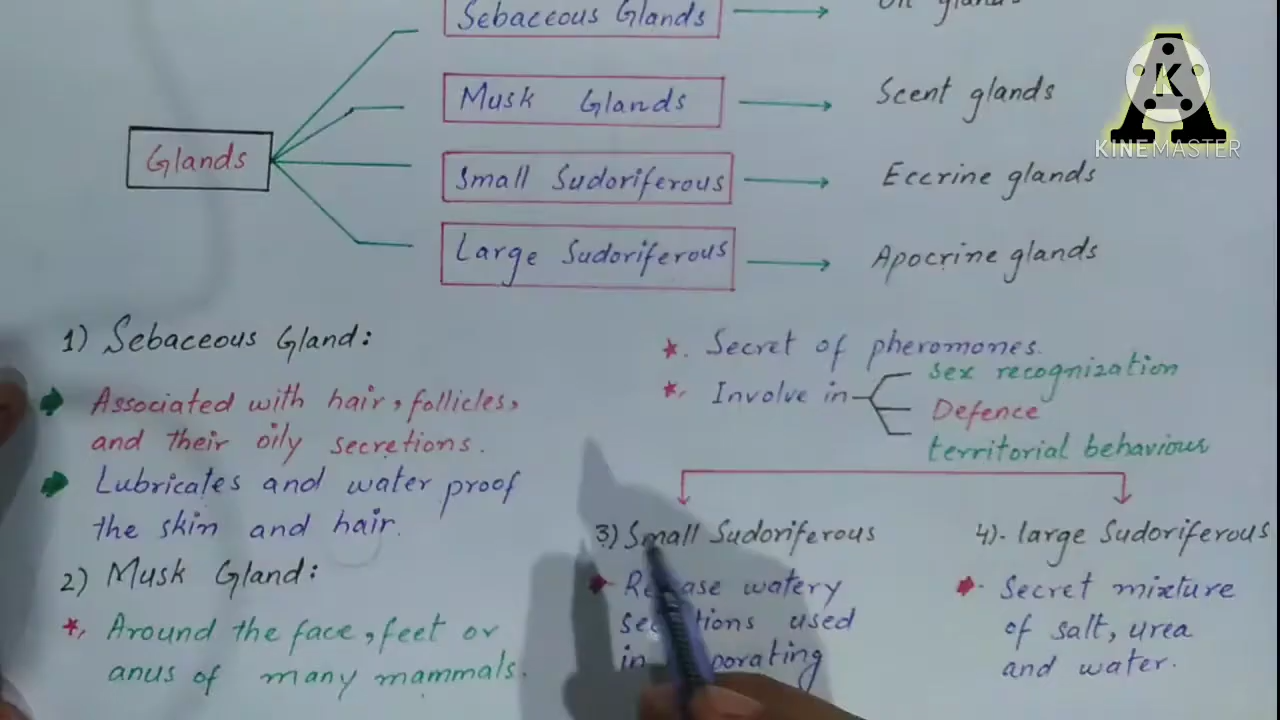 Sebaceous Glands
glands
Musk Glands
Scent glands
Glands
Small Sudoriferous
Eccrine glands
Large Sudoriferous
Apocrine glands
1) Sebaceous Gland:
Associated with hair, follicles,
and their oily secretions.
Lubricates and water proof
the skin and hair.
2) Musk Gland:
*, Around the face, feet or
anus of many mammals.
*. Secret of pheromones.
*, Involve in
sex recognization
Defence
territorial behaviour
3) Small Sudoriferous
watery
used
in
4). large Sudoriferous
Secret mixture
of salt, urea
and water.
K
A
KINEMASTER